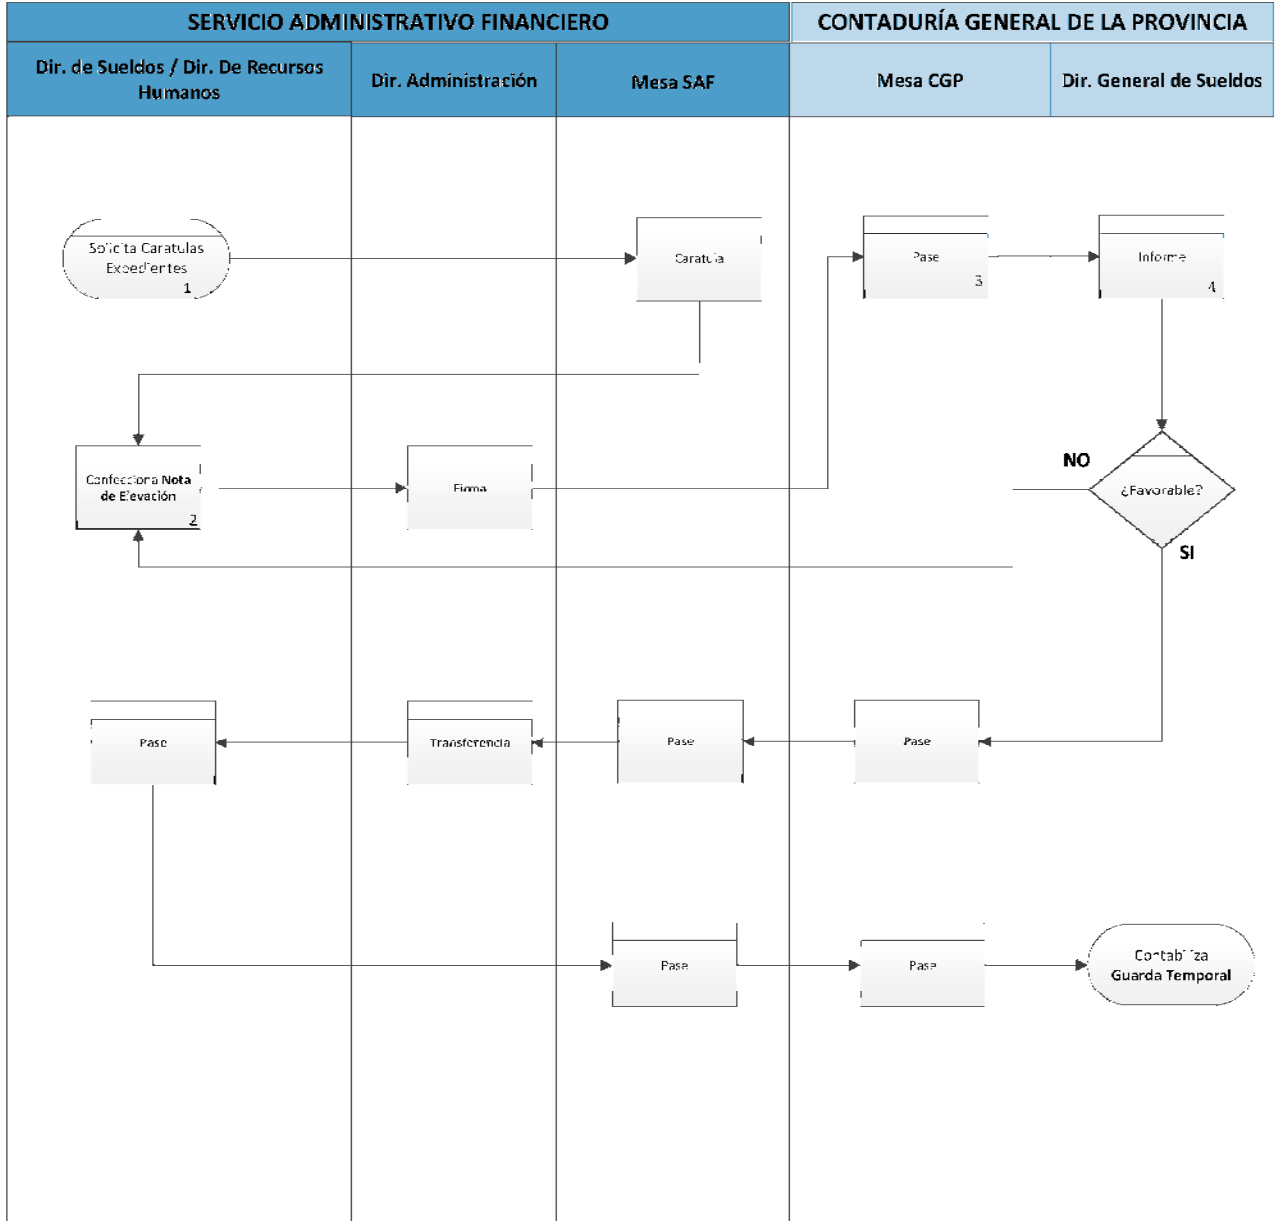 SERVICIO ADMINISTRATIVO FINANCIERO
CONTADURÍA GENERAL DE LA PROVINCIA
Dir. de Sueldos / Dir. De Recursos
Humanos
Dir. Administración
Mesa SAF
Mesa CGP
Dir. General de Sueldos
Solicita Caratulas
Expedientes
1
Caratula
Pase
3
Informe
4
Confecciona Nota
de Elevación
2
Firma
NO
¿Favorable?
SI
Pase
Transferencia
Pase
Pase
Pase
Pase
Contabiliza
Guarda Temporal